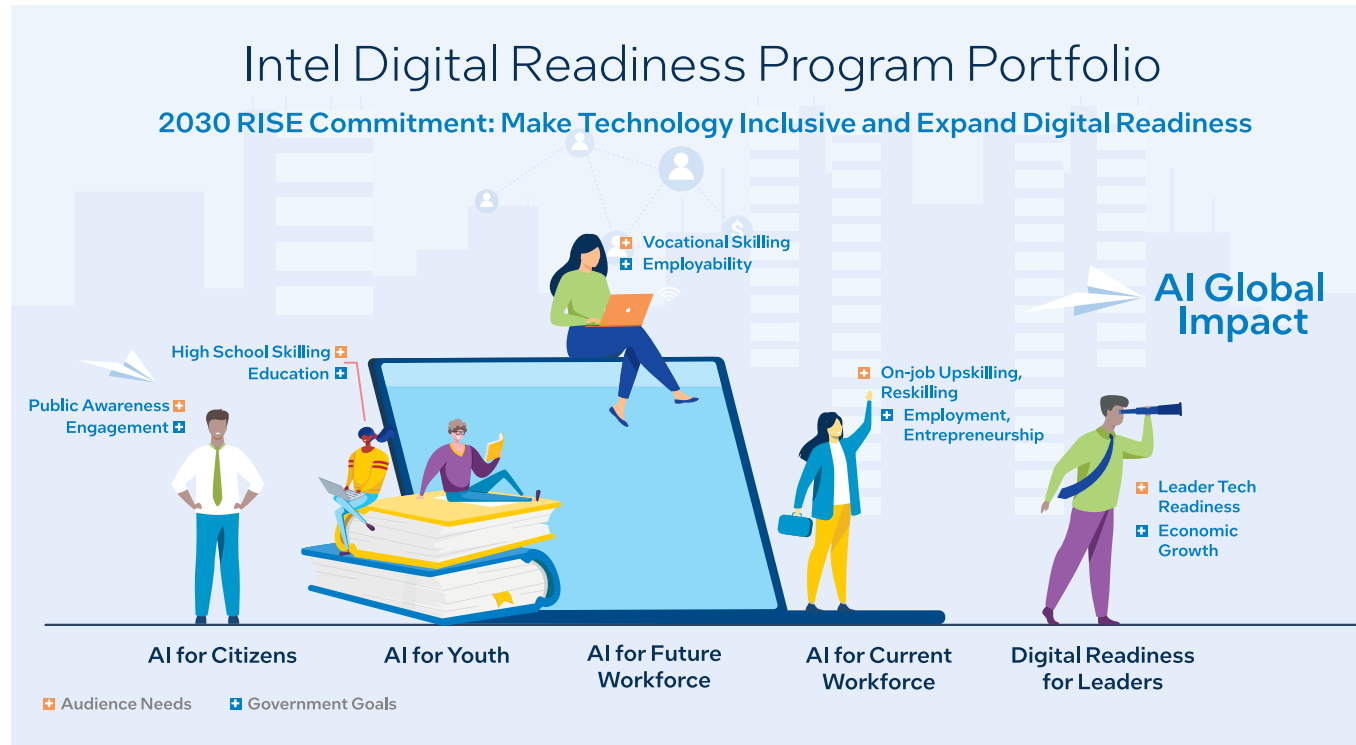 Intel Digital Readiness Program Portfolio
2030 RISE Commitment: Make Technology Inclusive and Expand Digital Readiness
Vocational Skilling
Employability
$
AI Global
Impact
High School Skilling
Education
Public Awareness
Engagement
On-job Upskilling,
Reskilling
Employment,
Entrepreneurship
Leader Tech
Readiness
Economic
Growth
AI for Citizens
AI for Youth
AI for Future
Workforce
AI for Current
Workforce
Digital Readiness
for Leaders
Audience Needs
Government Goals